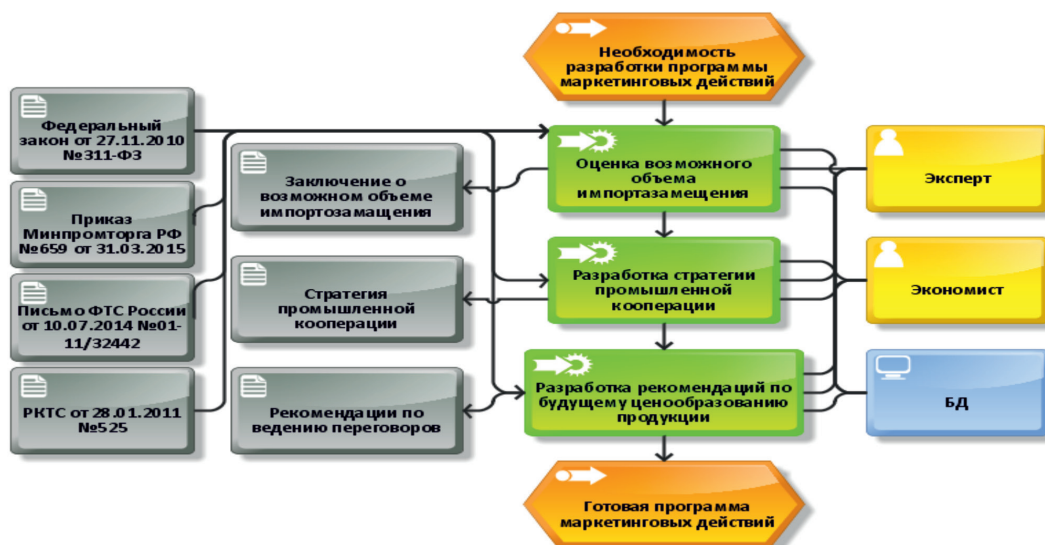 Необходимость
разработки программы
маркетинговых действий
Федеральный
закон от 27.11.2010
№311-ФЗ
Приказ
Минпромторга РФ
№659 от 31.03.2015
Письмо ФТС России
от 10.07.2014 №01-
11/32442
РКТС от 28.01.2011
№525
Заключение о
возможном объеме
импортозамащения
Стратегия
промышленной
кооперации
Рекомендации по
ведению переговоров
Оценка возможного
объема
импортазамещения
Разработка стратегии
промышленной
кооперации
Разработка рекомендаций по
будущему ценообразованию
продукции
Эксперт
Экономист
БД
Готовая программа
маркетинговых действий